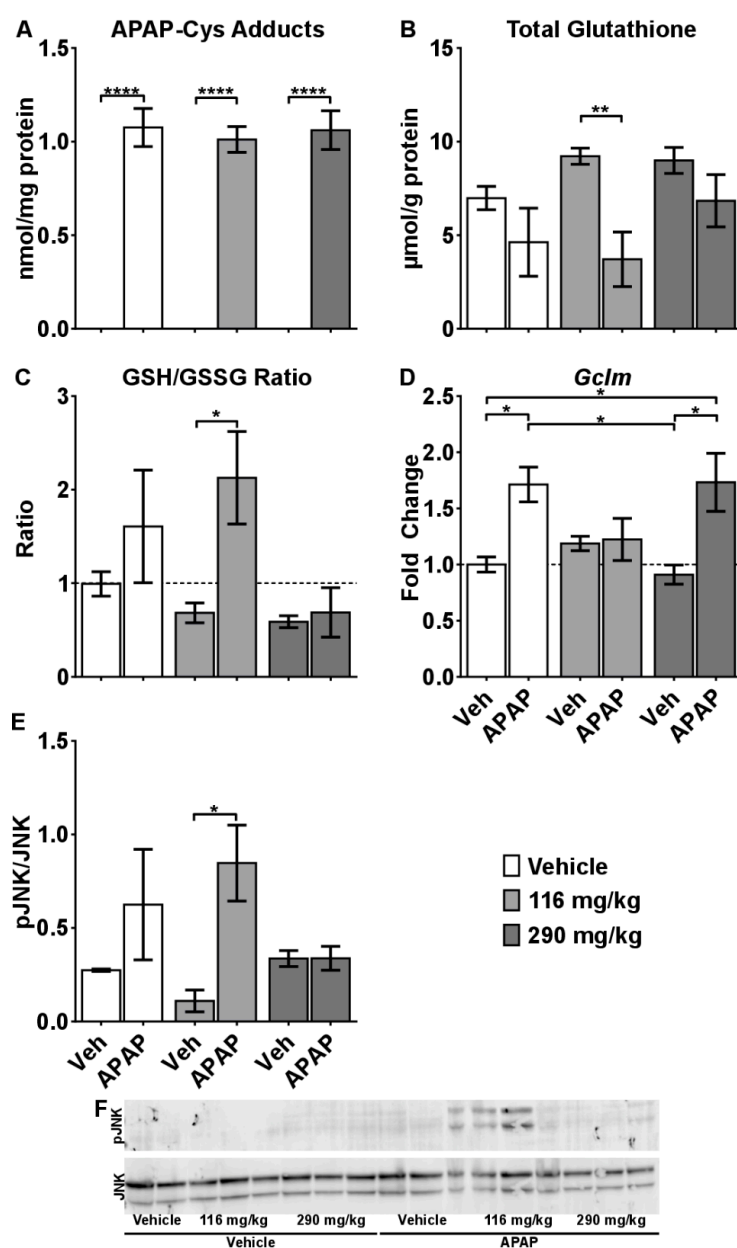 A APAP-Cys Adducts
nmol/mg protein
1.5
1.0
0.5
0.0
**** **** ****
B Total Glutathione
µmol/g protein
15
10
5
0
**
C GSH/GSSG Ratio
Ratio
3
2
1
0
*
D Gclm
Fold Change
2.5
2.0
1.5
1.0
0.5
0.0
*
* * *
Veh APAP Veh APAP Veh APAP
E
pJNK/JNK
1.5
1.0
0.5
0.0
*
Veh APAP Veh APAP Veh APAP
Vehicle
116 mg/kg
290 mg/kg
F
pJNK
JNK
Vehicle 116 mg/kg 290 mg/kg Vehicle 116 mg/kg 290 mg/kg
Vehicle APAP